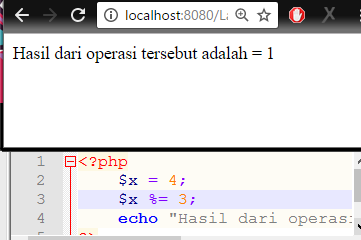 localhost:8080/La
Hasil dari operasi tersebut adalah = 1
1 <?php
2 $x = 4;
3 $x %= 3;
4 echo "Hasil dari operas
5 ?>